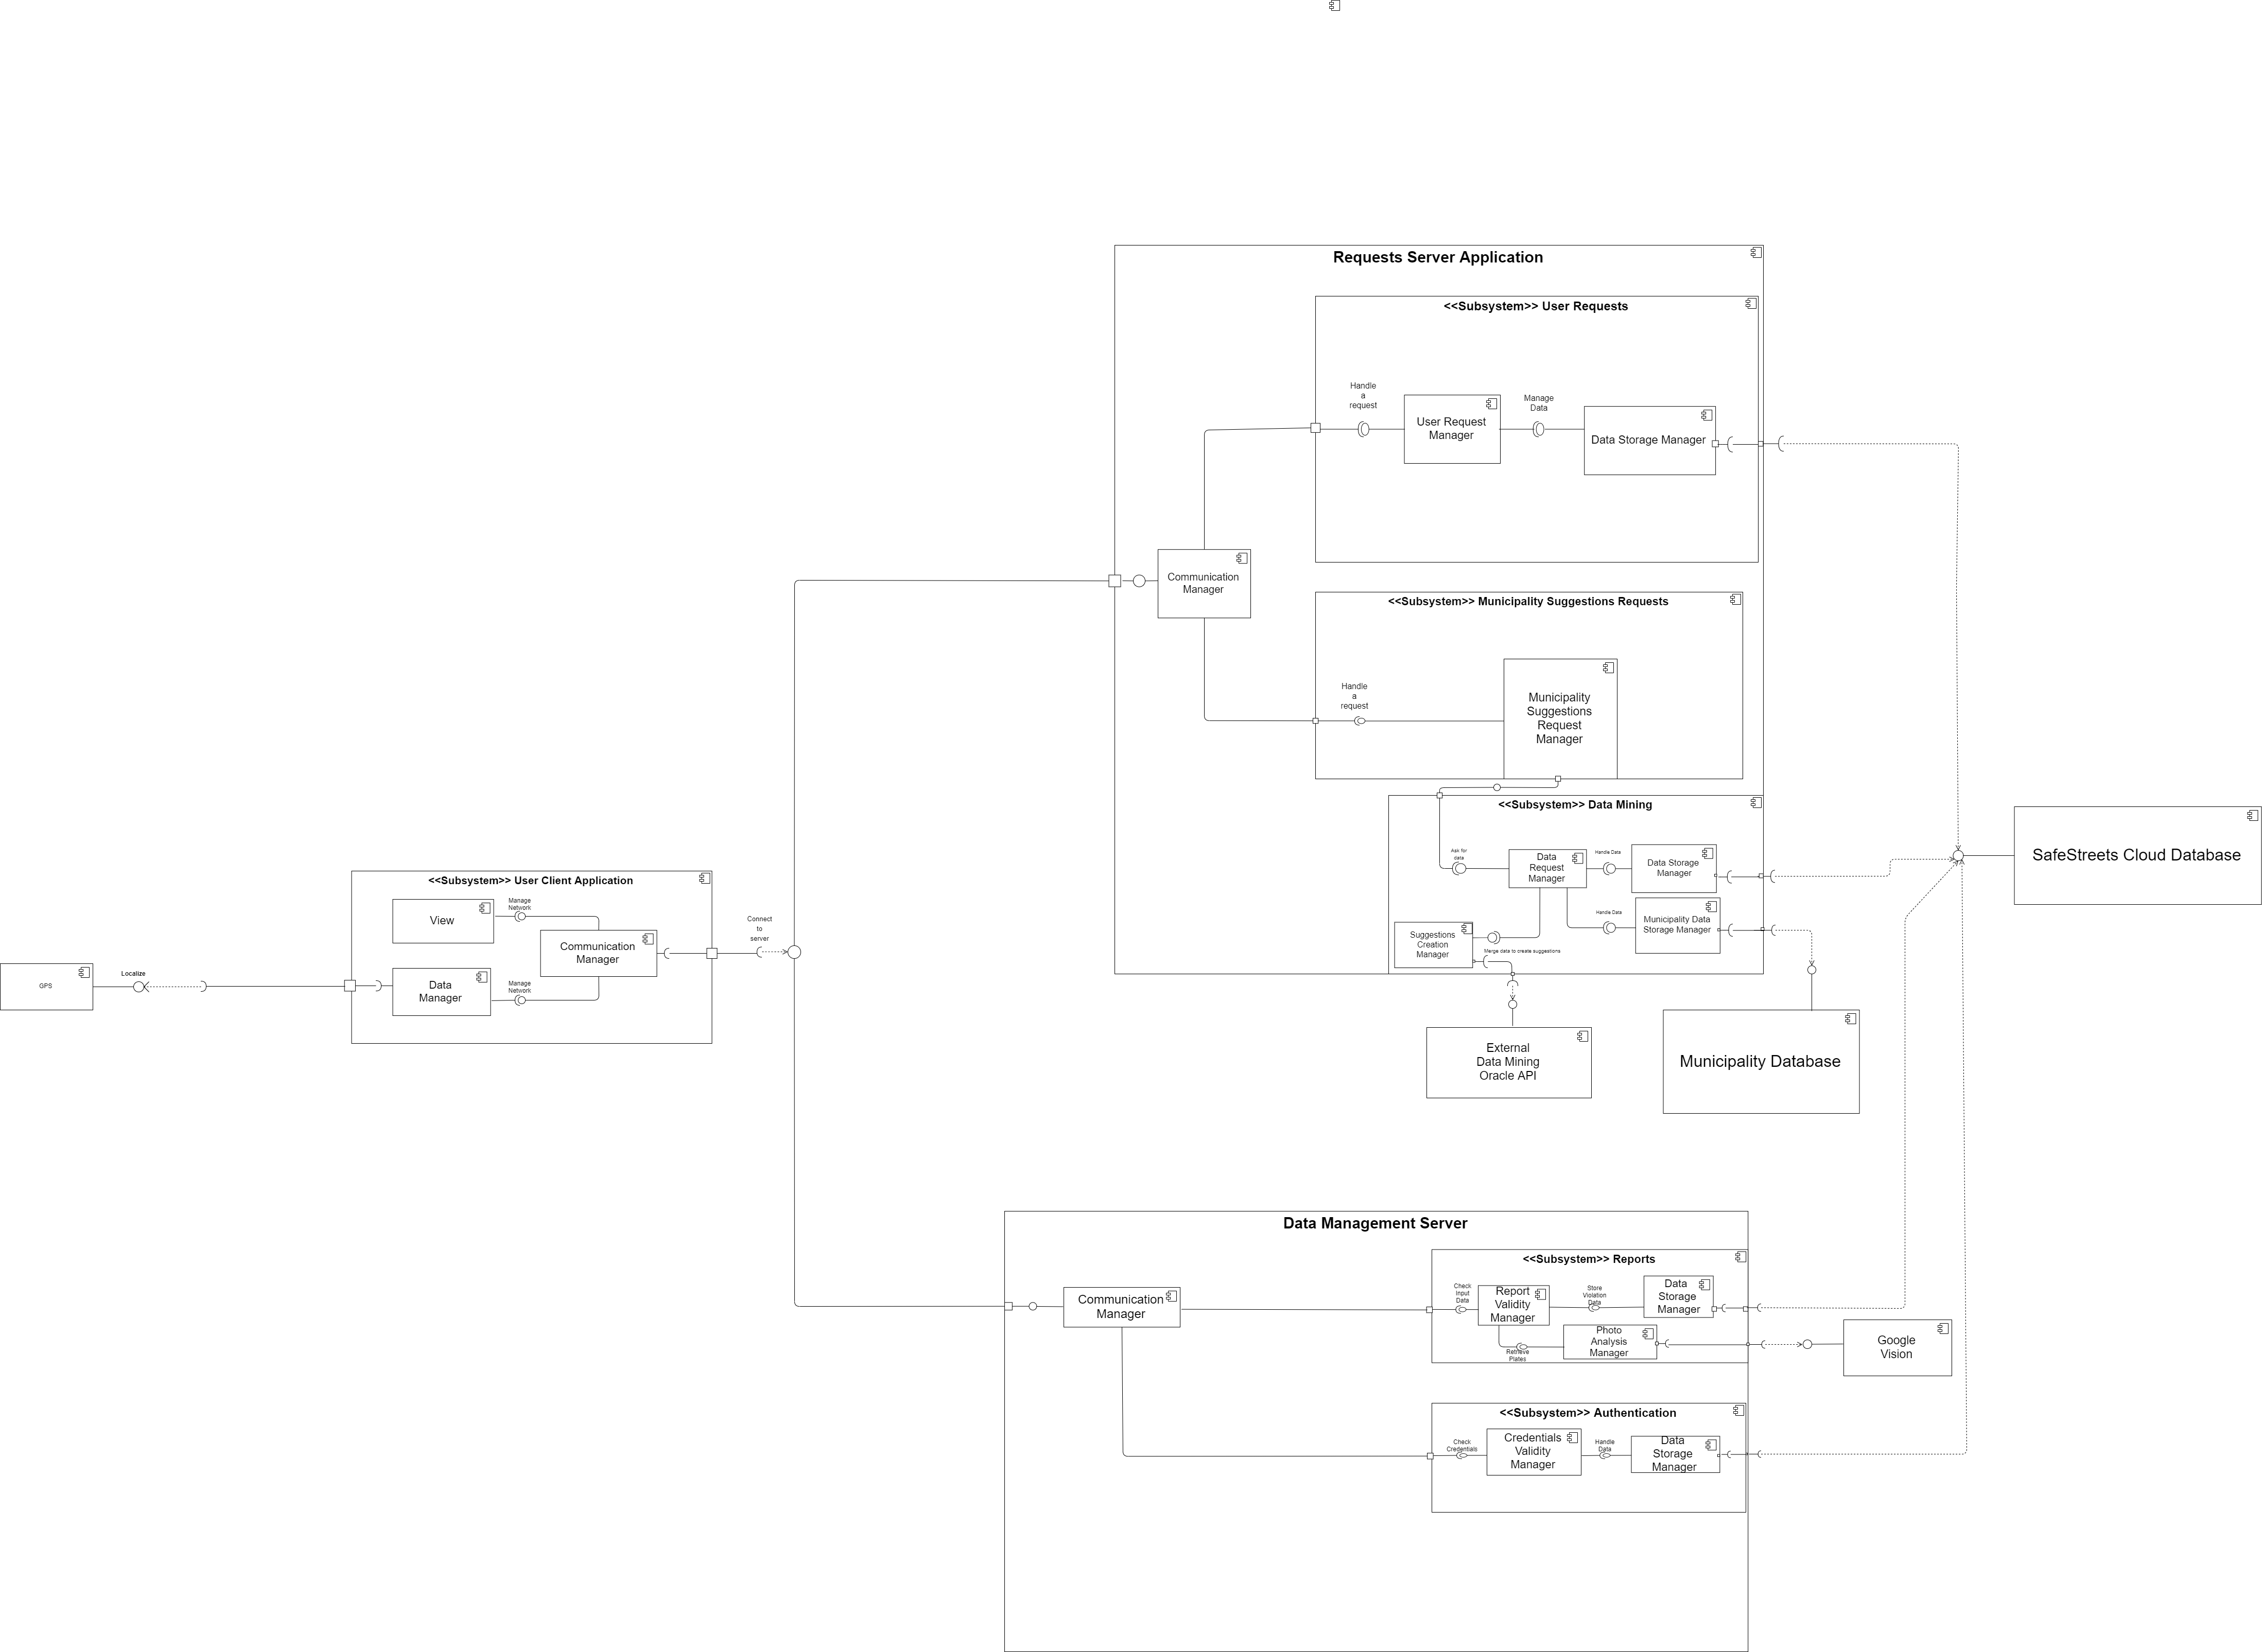 Requests Server Application
<<Subsystem>> User Requests
Handle
a
request
User Request
Manager
Manage
Data
Data Storage Manager
Communication
Manager
<<Subsystem>> Municipality Suggestions Requests
Handle
a
request
Municipality
Suggestions
Request
Manager
<<Subsystem>> Data Mining
Ask for
data
Data
Request
Manager
Handle Data
Data Storage
Manager
Handle Data
Municipality Data
Storage Manager
Suggestions
Creation
Manager
Merge data to create suggestions
SafeStreets Cloud Database
<<Subsystem>> User Client Application
View
Manage
Network
Communication
Manager
Data
Manager
Manage
Network
Connect
to
server
GPS
Localize
External
Data Mining
Oracle API
Municipality Database
Data Management Server
Communication
Manager
<<Subsystem>> Reports
Check
Input
Data
Report
Validity
Manager
Store
Violation
Data
Data
Storage
Manager
Retrieve
Plates
Photo
Analysis
Manager
Google
Vision
<<Subsystem>> Authentication
Check
Credentials
Credentials
Validity
Manager
Handle
Data
Data
Storage
Manager